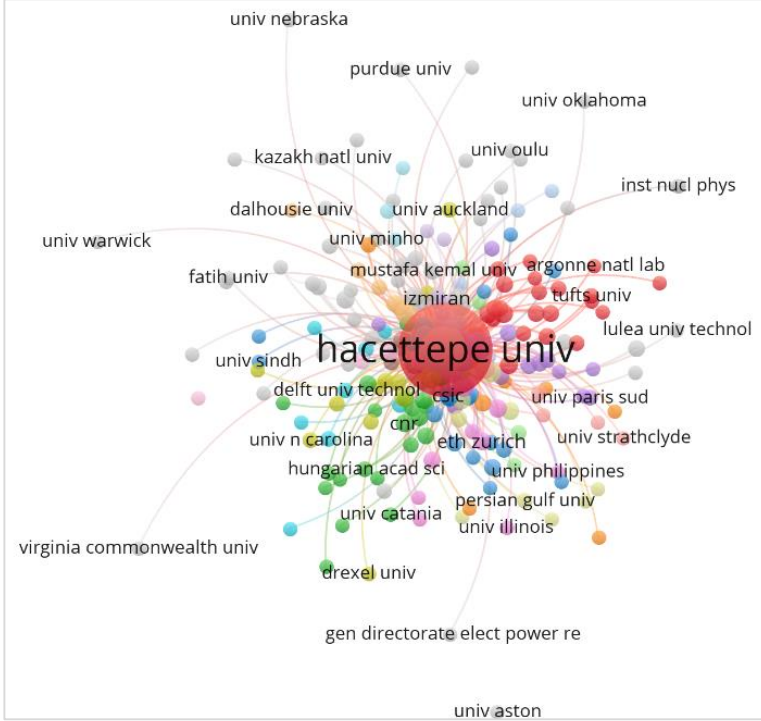 univ nebraska
purdue univ
univ oklahoma
univ oulu
kazakh natl univ
inst nucl phys
dalhousie univ
univ auckland
univ warwick
univ minho
mustafa kemal univ
argonne natl lab
fatih univ
izmiran
tufts univ
lulea univ technol
hacettepe univ
univ sindh
delft univ technol
csic
univ paris sud
cnr
univ n carolina
eth zurich
univ strathclyde
hungarian acad sci
univ philippines
persian gulf univ
univ catania
univ illinois
virginia commonwealth univ
drexel univ
gen directorate elect power re
univ aston